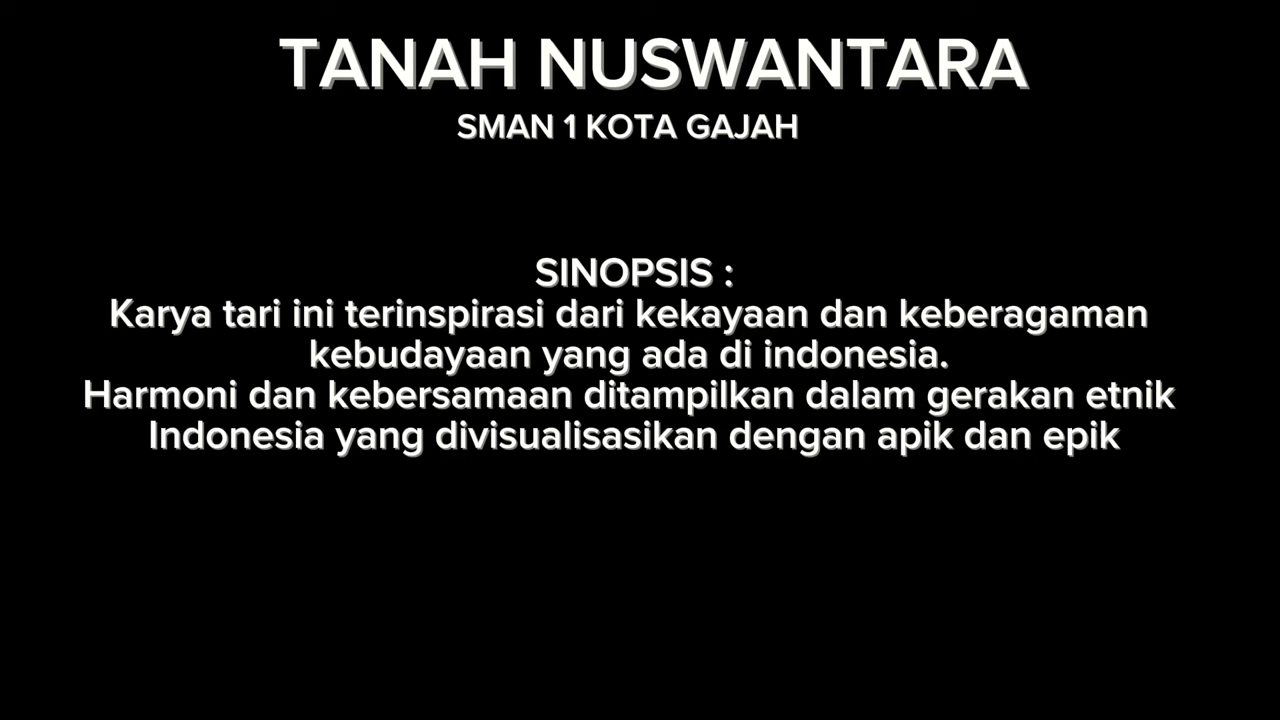 TANAH NUSWANTARA
SMAN 1 KOTA GAJAH
SINOPSIS :
Karya tari ini terinspirasi dari kekayaan dan keberagaman
kebudayaan yang ada di indonesia.
Harmoni dan kebersamaan ditampilkan dalam gerakan etnik
Indonesia yang divisualisasikan dengan apik dan epik